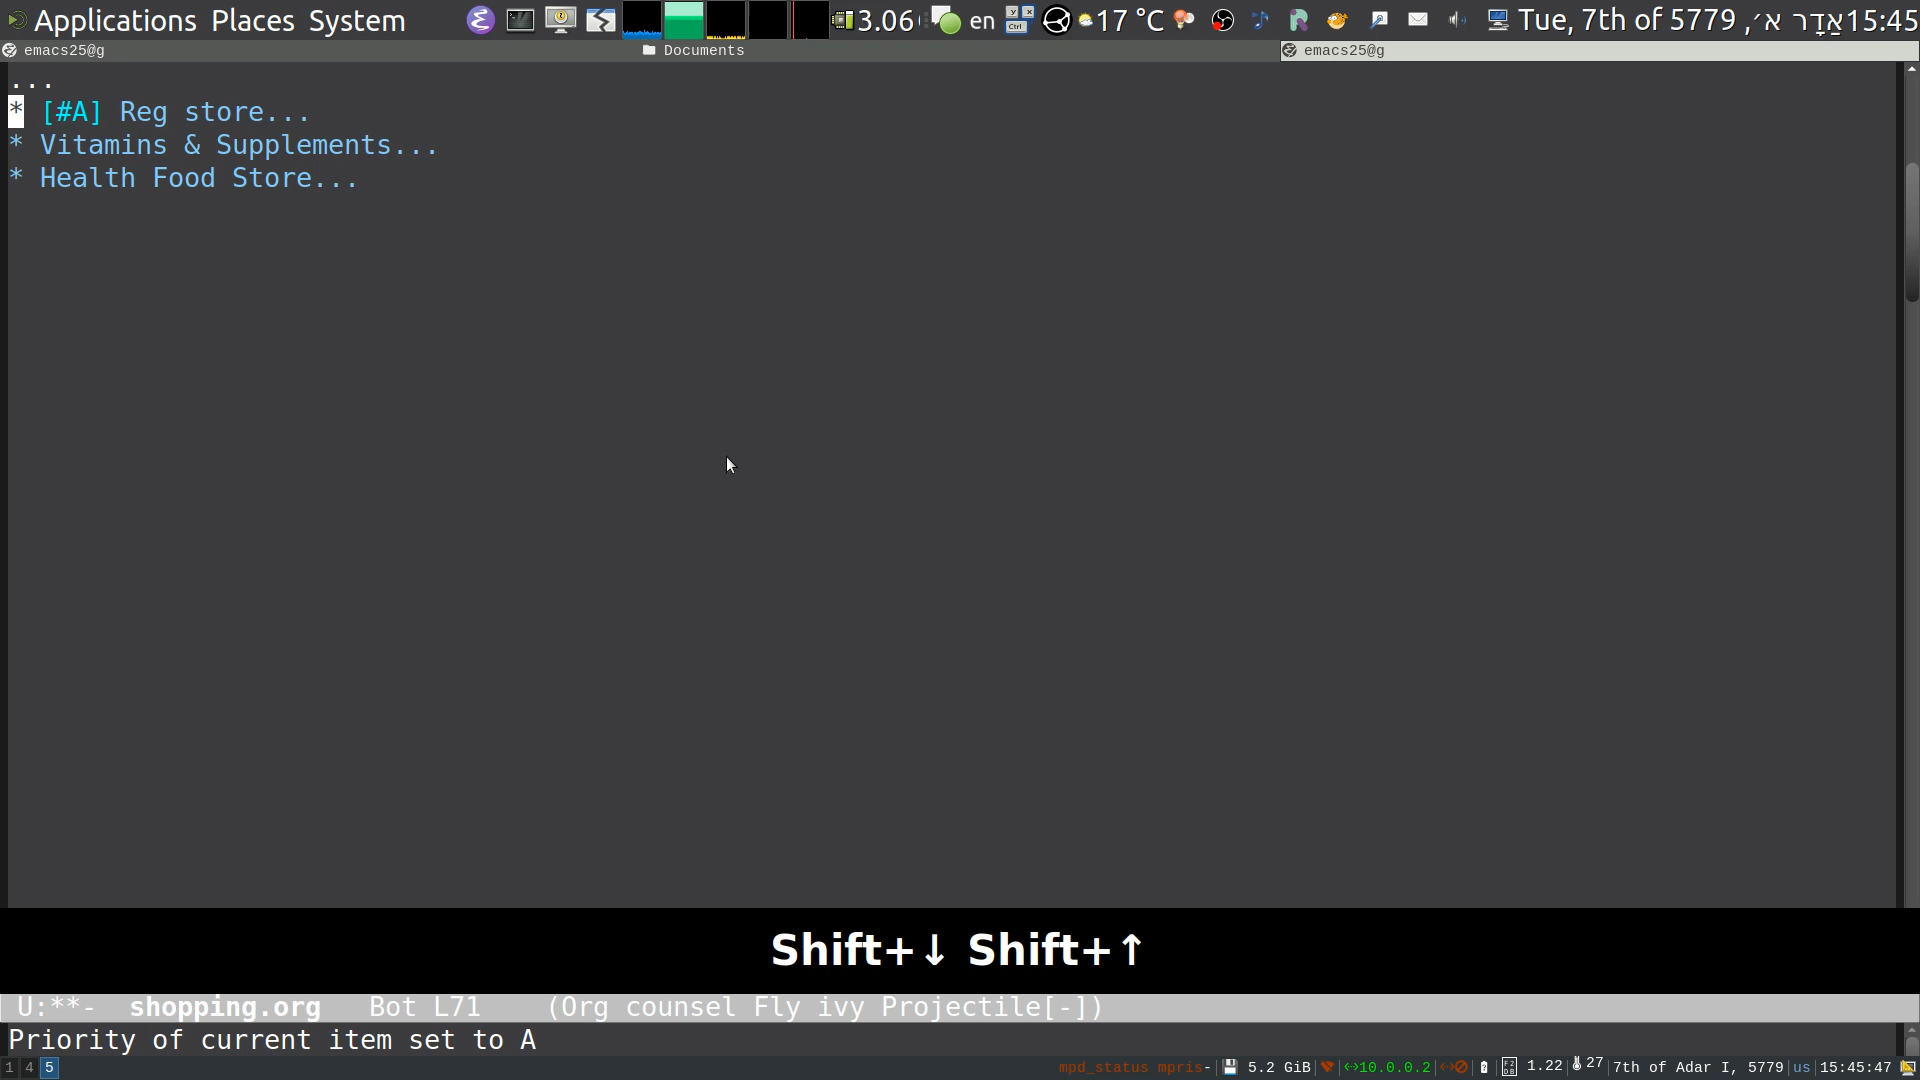 Applications Places System 3.06 en 17 °C Tue, 7th of 5779 ,אַדָר א׳ 15:45
emacs25@g Documents emacs25@g
...
* [#A] Reg store...
* Vitamins & Supplements...
* Health Food Store...
Shift+↓ Shift+↑
U:**- shopping.org Bot L71 (Org counsel Fly ivy Projectile[-])
Priority of current item set to A
1 4 5 mpd_status mpris- 5.2 GiB 10.0.0.2 1.22 27 7th of Adar I, 5779 us 15:45:47